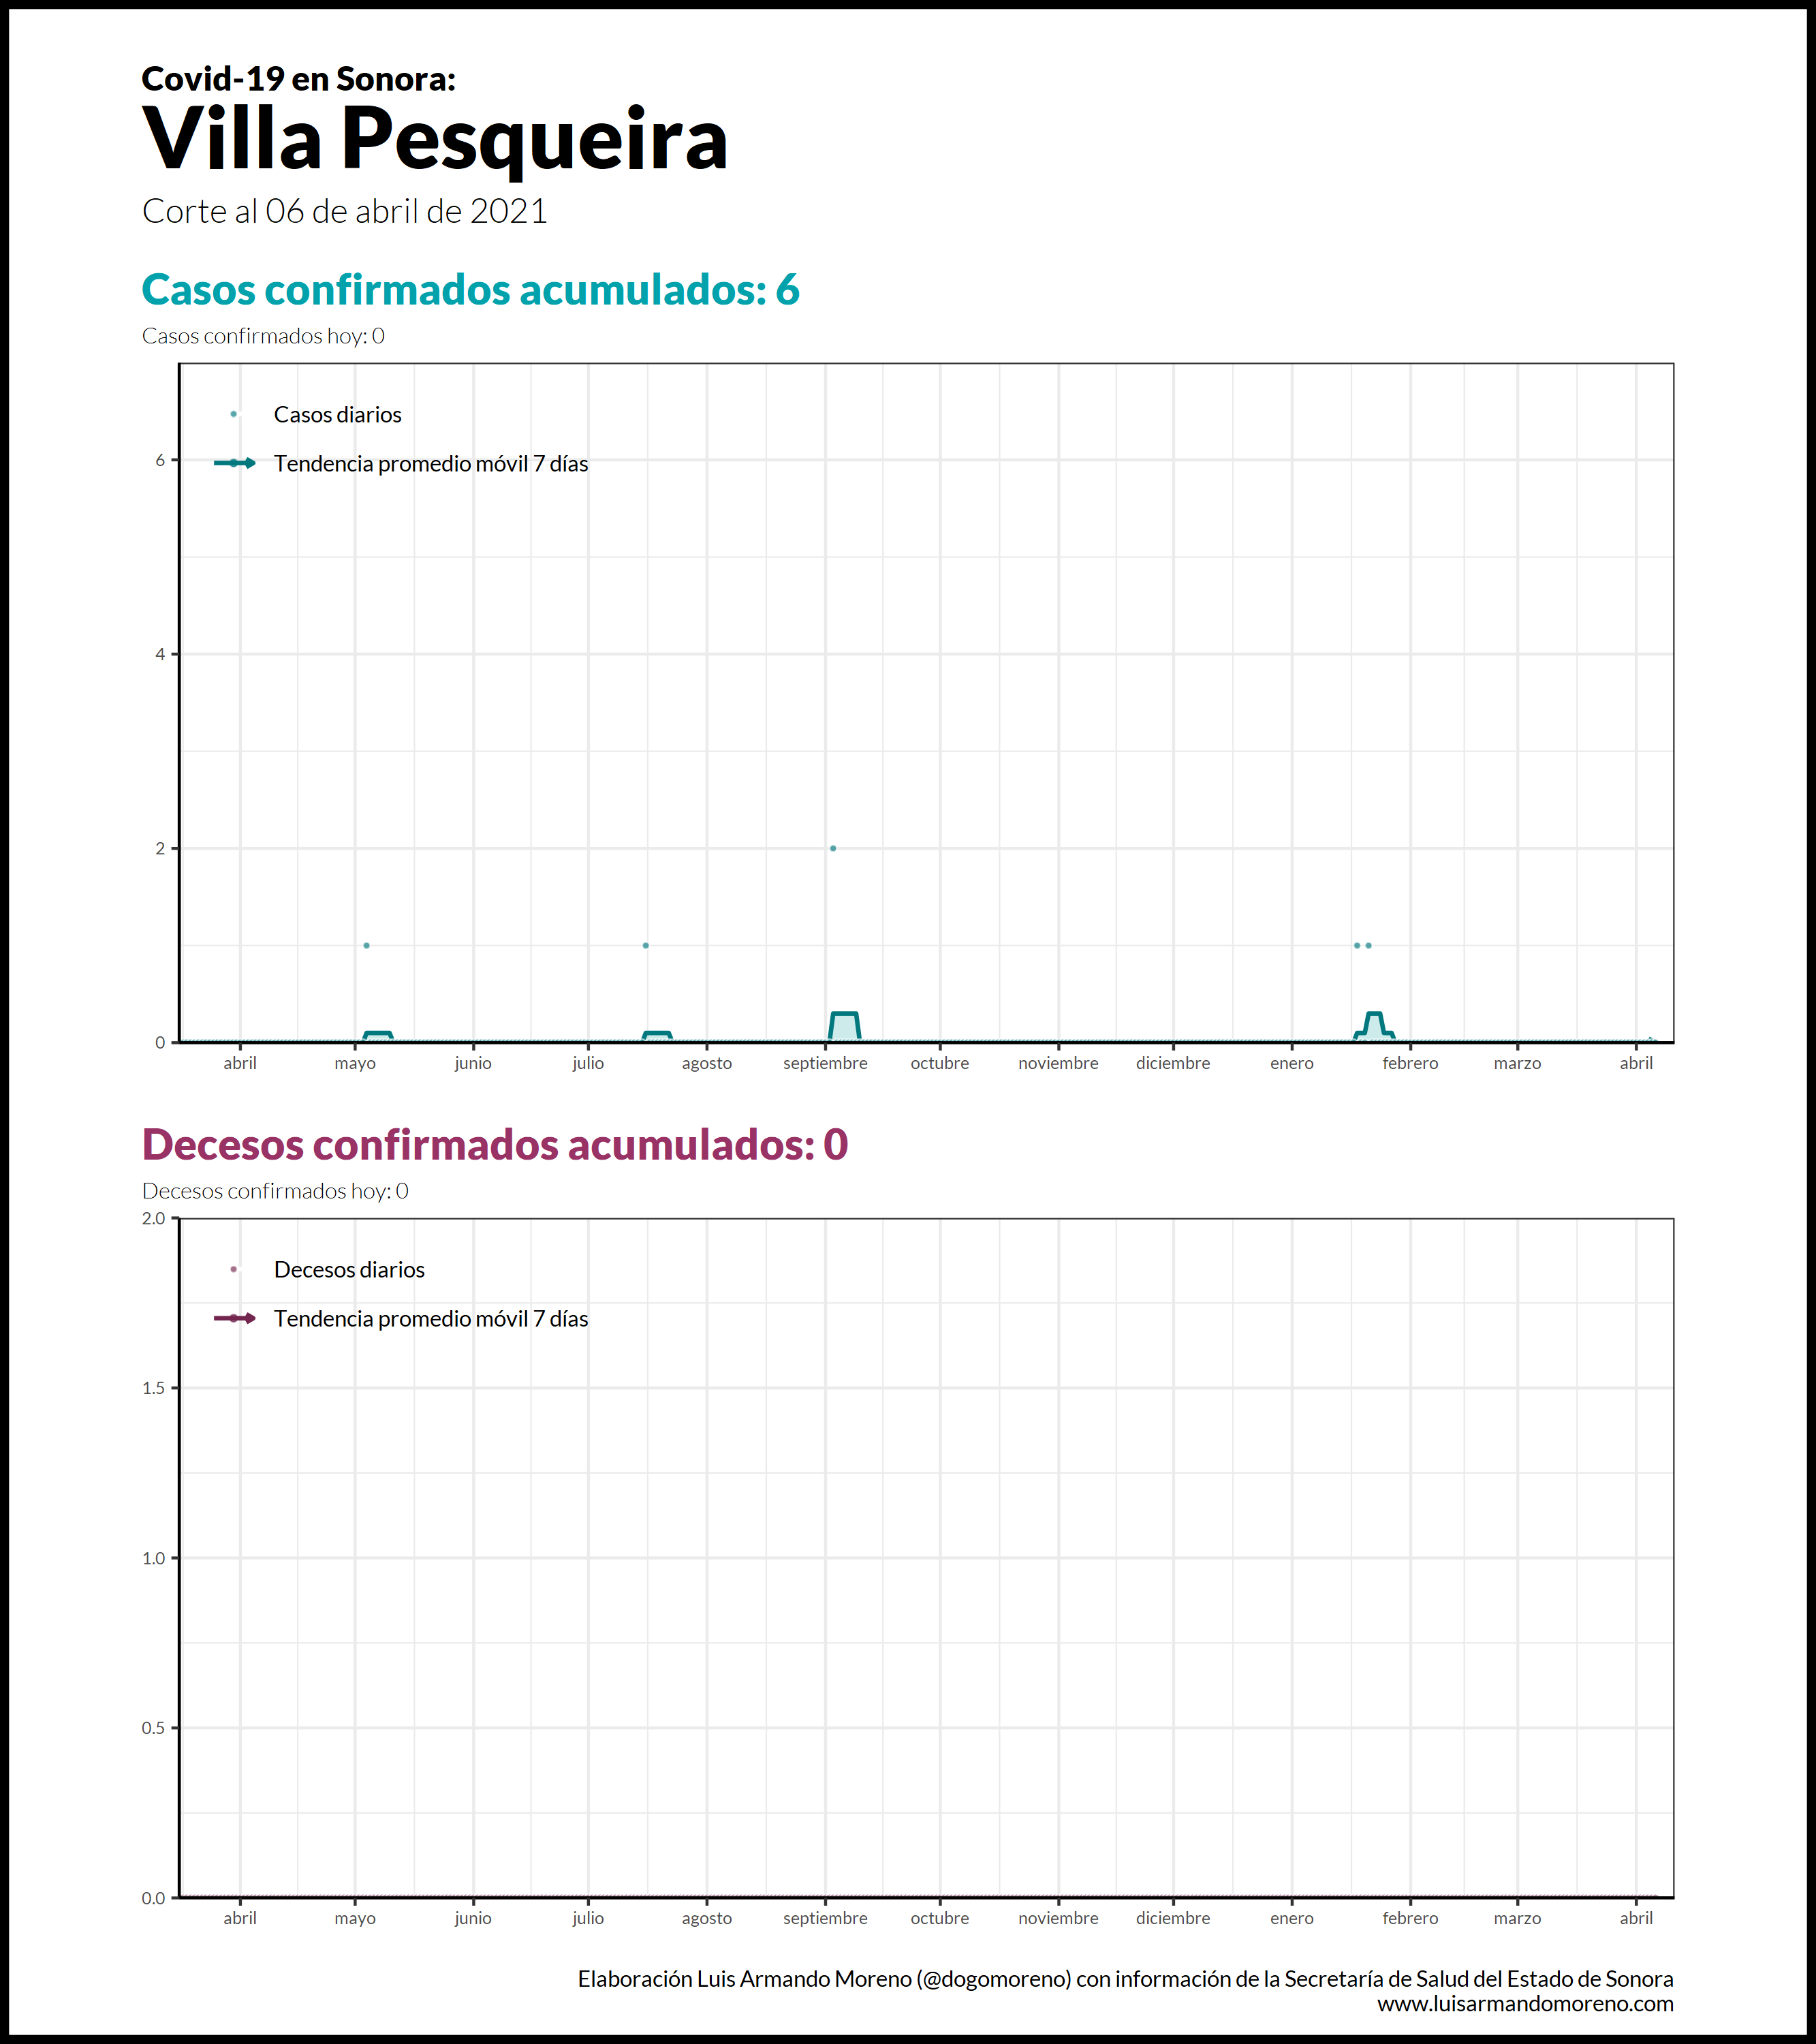 Covid-19 en Sonora:
Villa Pesqueira
Corte al 06 de abril de 2021
Casos confirmados acumulados: 6
Casos confirmados hoy: 0
Casos diarios
Tendencia promedio móvil 7 días
6
4
2
0
abril mayo junio julio agosto septiembre octubre noviembre diciembre enero febrero marzo abril
Decesos confirmados acumulados: 0
Decesos confirmados hoy: 0
2.0
Decesos diarios
Tendencia promedio móvil 7 días
1.5
1.0
0.5
0.0
abril mayo junio julio agosto septiembre octubre noviembre diciembre enero febrero marzo abril
Elaboración Luis Armando Moreno (@dogomoreno) con información de la Secretaría de Salud del Estado de Sonora
www.luisarmandomoreno.com